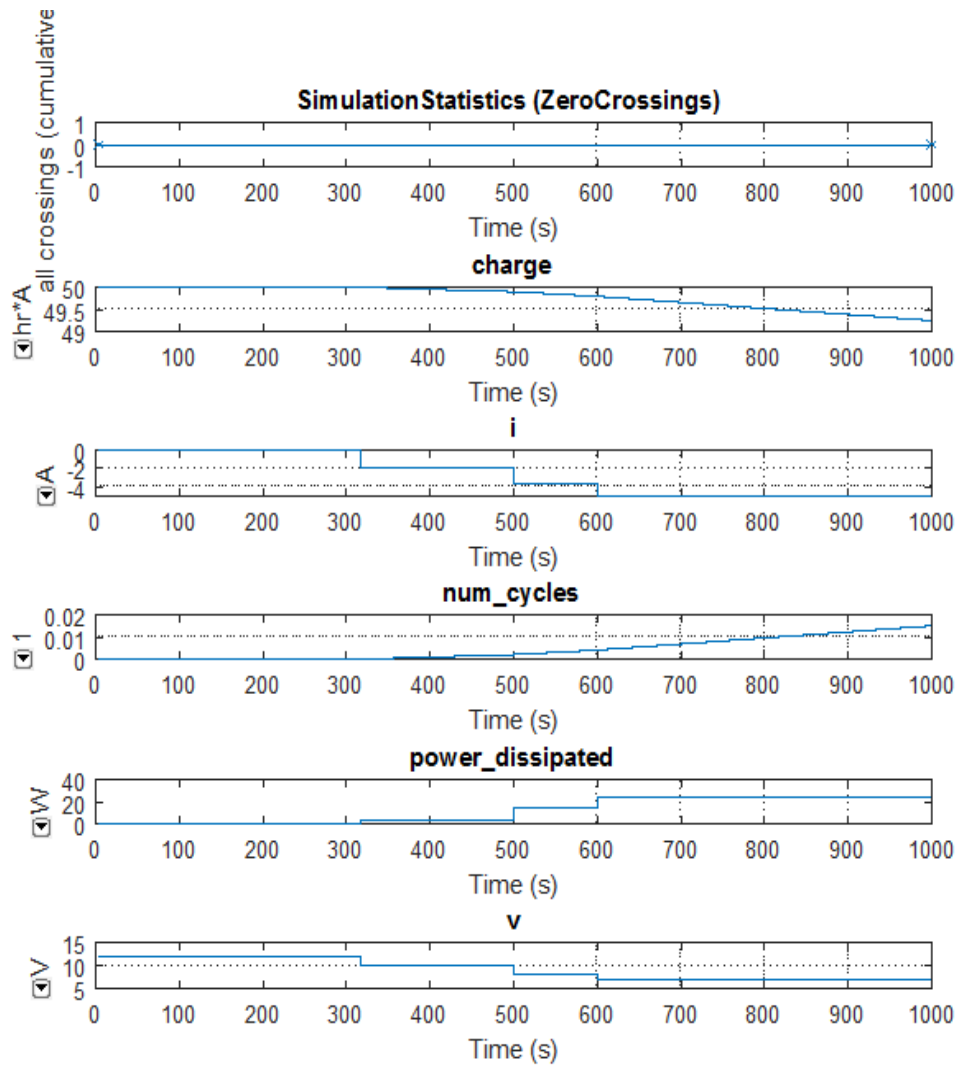 SimulationStatistics (ZeroCrossings)
all crossings (cumulative
1
0
-1
0 100 200 300 400 500 600 700 800 900 1000
Time (s)
charge
hr*A
50
49.5
49
0 100 200 300 400 500 600 700 800 900 1000
Time (s)
i
A
0
-2
-4
0 100 200 300 400 500 600 700 800 900 1000
Time (s)
num_cycles
1
0.02
0.01
0
0 100 200 300 400 500 600 700 800 900 1000
Time (s)
power_dissipated
W
40
20
0
0 100 200 300 400 500 600 700 800 900 1000
Time (s)
v
V
15
10
5
0 100 200 300 400 500 600 700 800 900 1000
Time (s)